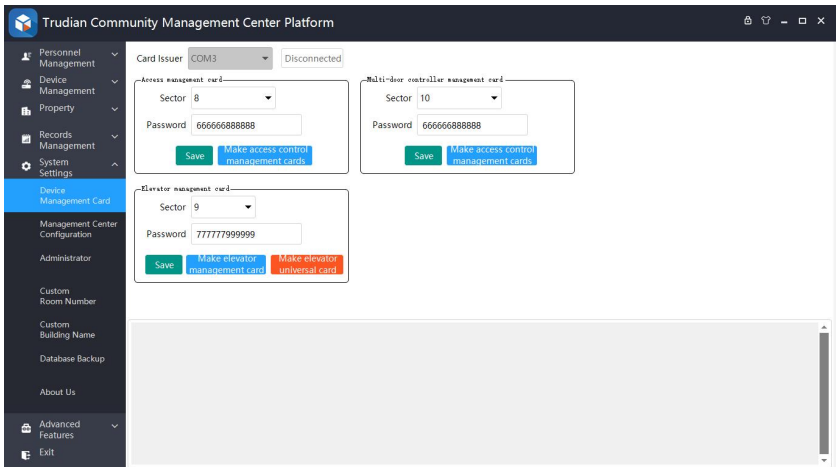 Trudian Community Management Center Platform
Personnel
Management
Device
Management
Property
Records
Management
System
Settings
Device
Management Card
Management Center
Configuration
Administrator
Custom
Room Number
Custom
Building Name
Database Backup
About Us
Advanced
Features
Exit
Card Issuer COM3 Disconnected
Access management card
Sector 8
Password 666666888888
Save Make access control
management cards
Multi-door controller management card
Sector 10
Password 666666888888
Save Make access control
management cards
Elevator management card
Sector 9
Password 777777999999
Save Make elevator
management card Make elevator
universal card